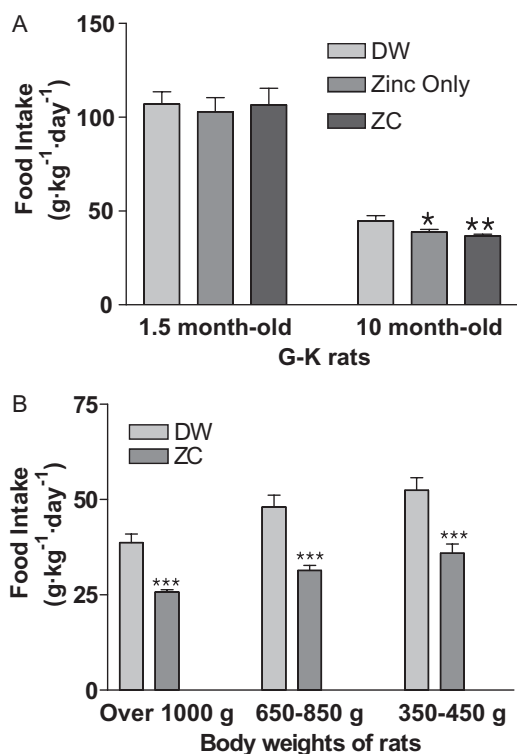 A
Food Intake
(g·kg⁻¹·day⁻¹)
150
100
50
0
DW
Zinc Only
ZC
*
**
1.5 month-old
10 month-old
G-K rats
B
Food Intake
(g·kg⁻¹·day⁻¹)
75
50
25
0
DW
ZC
***
***
***
Over 1000 g
650-850 g
350-450 g
Body weights of rats